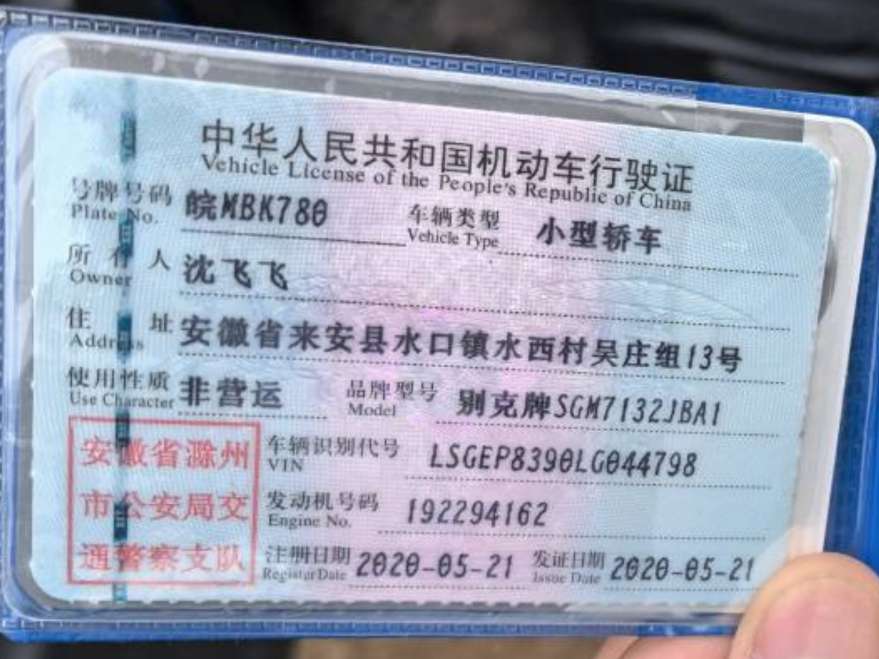 中华人民共和国机动车行驶证
Vehicle License of the People's Republic of China
号牌号码 皖MBK780 车辆类型 小型轿车
Plate No. Vehicle Type
所有人 沈飞飞
Owner
住址 安徽省来安县水口镇水西村吴庄组13号
Address
使用性质 非营运 品牌型号 别克牌SGM7132JBA1
Use Character Model
安徽省滁州 车辆识别代号 LSGEP8390LG044798
VIN
市公安局交 发动机号码 192294162
Engine No.
通警察支队 注册日期 2020-05-21 发证日期 2020-05-21
Register Date Issue Date